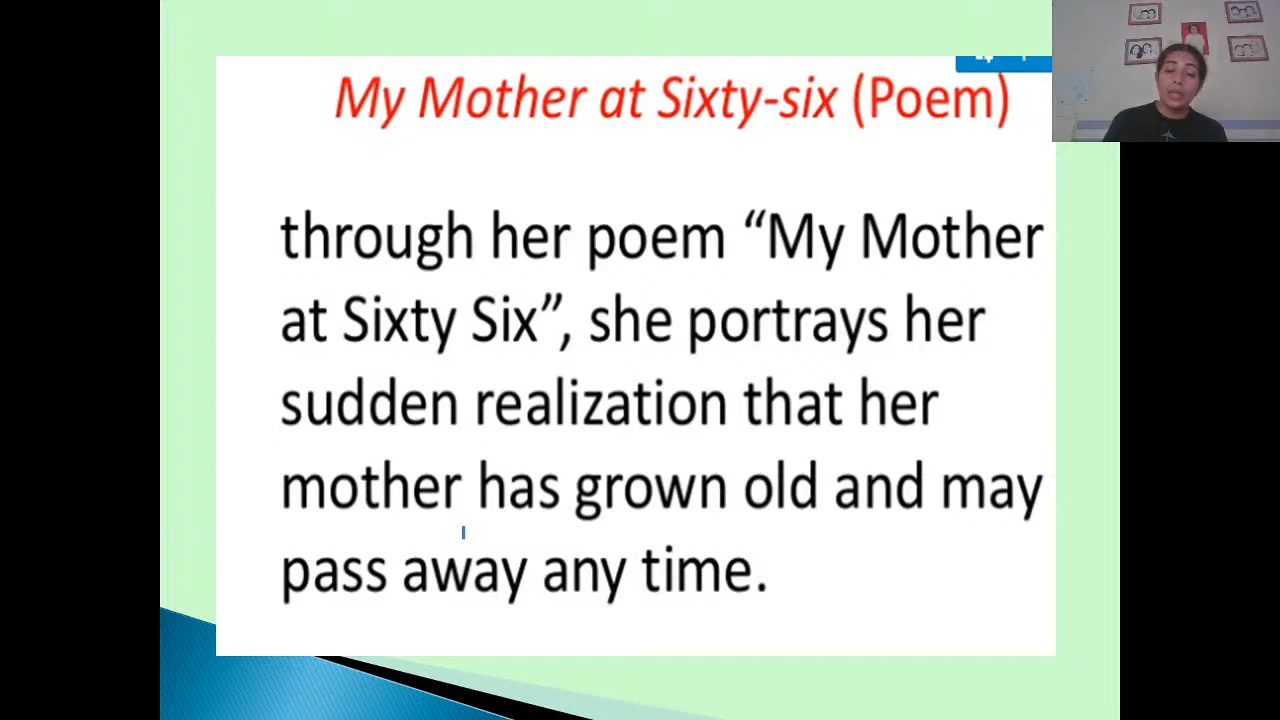 My Mother at Sixty-six (Poem)
through her poem “My Mother
at Sixty Six”, she portrays her
sudden realization that her
mother has grown old and may
pass away any time.